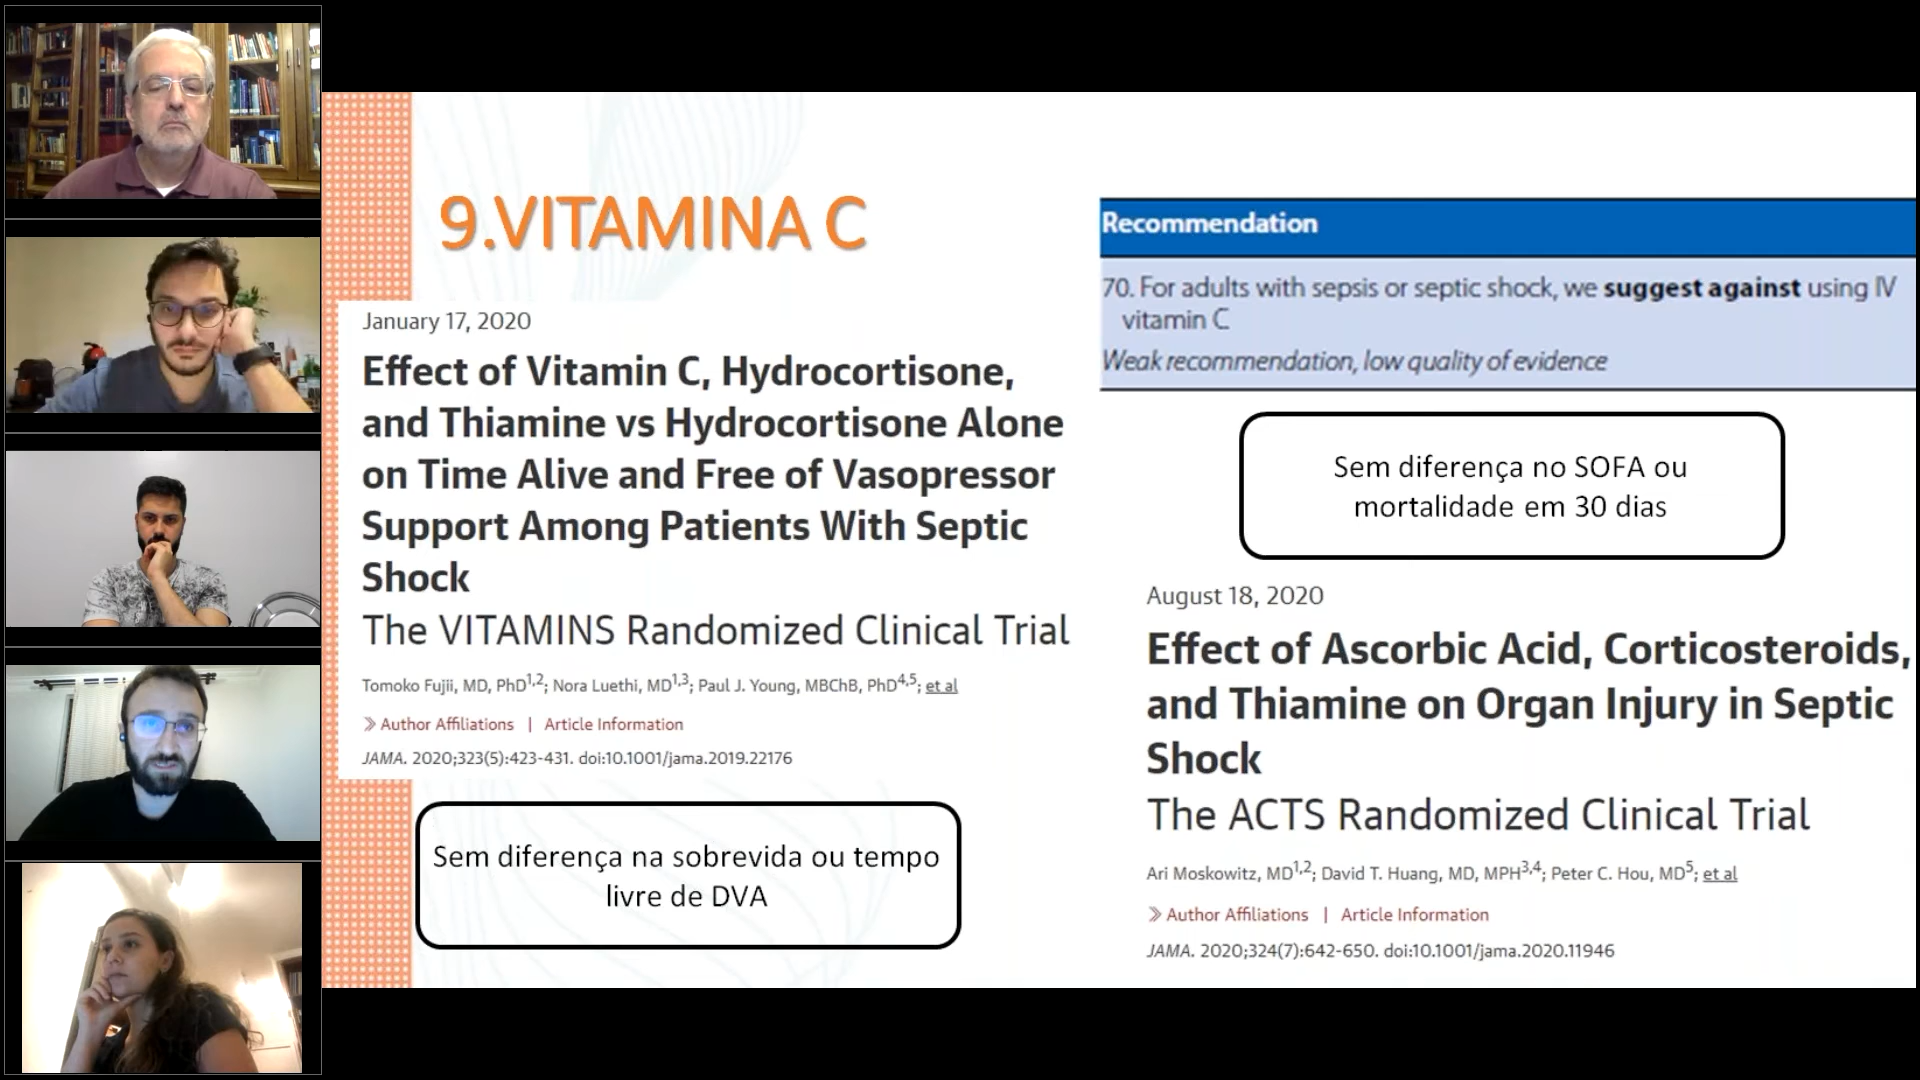 9.VITAMINA C
January 17, 2020
Effect of Vitamin C, Hydrocortisone,
and Thiamine vs Hydrocortisone Alone
on Time Alive and Free of Vasopressor
Support Among Patients With Septic
Shock
The VITAMINS Randomized Clinical Trial
Tomoko Fujii, MD, PhD1,2; Nora Luethi, MD1,3; Paul J. Young, MBChB, PhD4,5; et al
» Author Affiliations | Article Information
JAMA. 2020;323(5):423-431. doi:10.1001/jama.2019.22176
Sem diferença na sobrevida ou tempo
livre de DVA
Recommendation
70. For adults with sepsis or septic shock, we suggest against using IV
vitamin C
Weak recommendation, low quality of evidence
Sem diferença no SOFA ou
mortalidade em 30 dias
August 18, 2020
Effect of Ascorbic Acid, Corticosteroids,
and Thiamine on Organ Injury in Septic
Shock
The ACTS Randomized Clinical Trial
Ari Moskowitz, MD1,2; David T. Huang, MD, MPH3,4; Peter C. Hou, MD5; et al
» Author Affiliations | Article Information
JAMA. 2020;324(7):642-650. doi:10.1001/jama.2020.11946